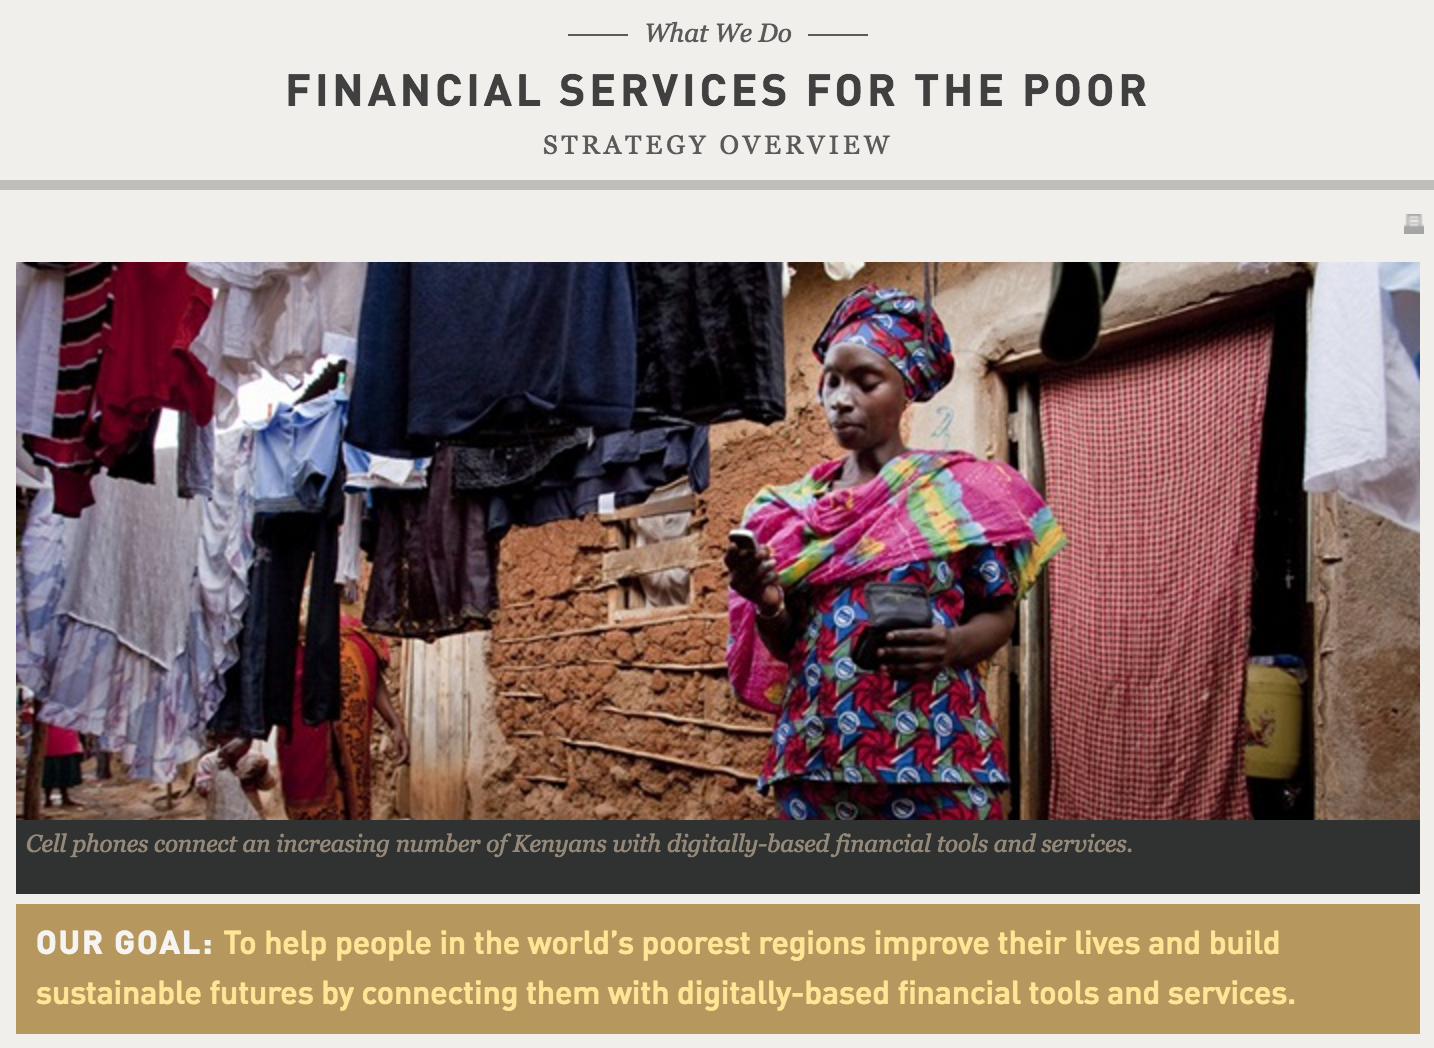 What We Do
FINANCIAL SERVICES FOR THE POOR
STRATEGY OVERVIEW
Cell phones connect an increasing number of Kenyans with digitally-based financial tools and services.
OUR GOAL: To help people in the world's poorest regions improve their lives and build
sustainable futures by connecting them with digitally-based financial tools and services.